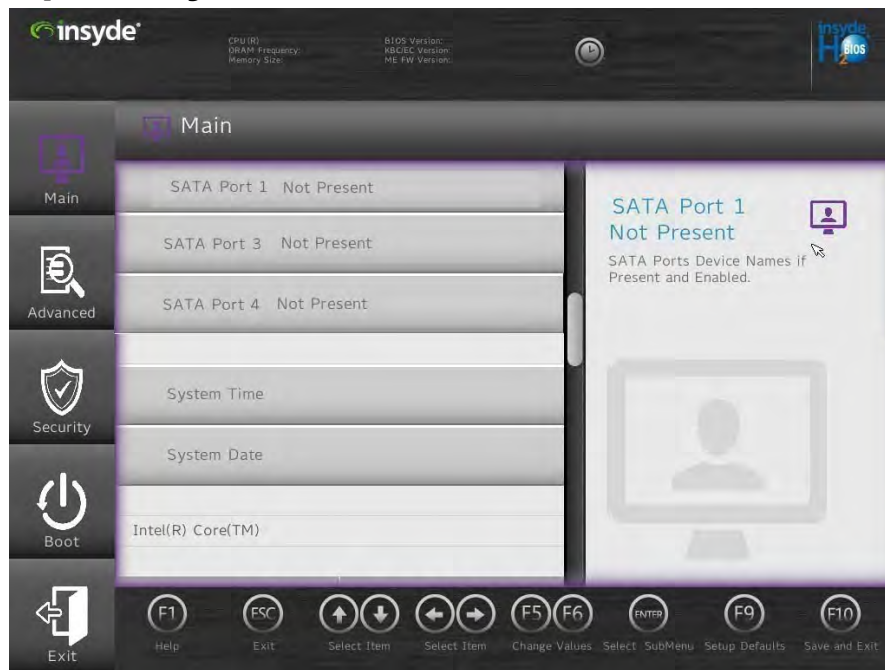 insyde®
CPU(R)
DRAM Frequency:
Memory Size:
BIOS Version:
KBC/EC Version:
ME FW Version:
insyde
H2O BIOS
Main
Main
Advanced
Security
Boot
Exit
SATA Port 1 Not Present
SATA Port 3 Not Present
SATA Port 4 Not Present
System Time
System Date
Intel(R) Core(TM)
SATA Port 1
Not Present
SATA Ports Device Names if
Present and Enabled.
F1
Help
ESC
Exit
Select Item
Select Item
F5 F6
Change Values
ENTER
Select SubMenu
F9
Setup Defaults
F10
Save and Exit